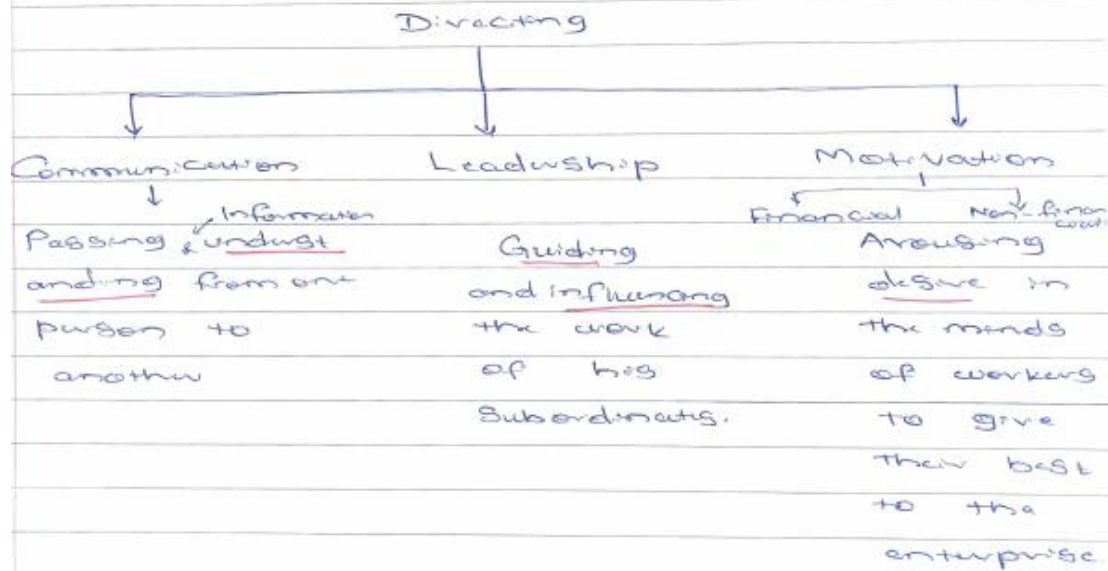 Directing
Communication Leadership Motivation
Information Financial Non-financial
Passing & underst Guiding Arousing
anding from one and influencing desire in
person to the work the minds
another of his of workers
Subordinates. to give
their best
to the
enterprise